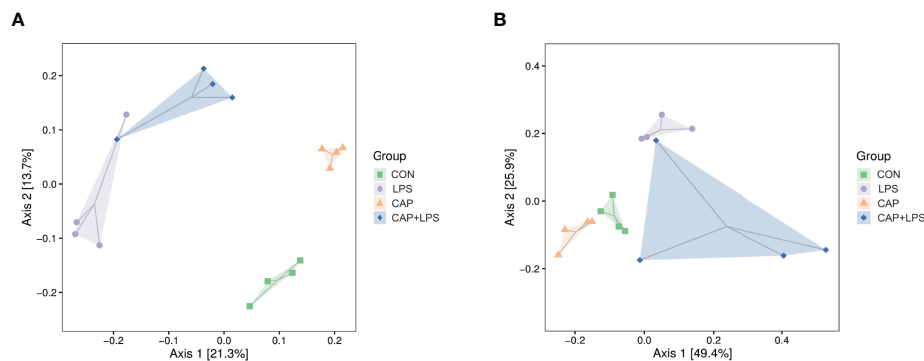 A
B
0.2
0.1
0.0
−0.1
−0.2
Axis 2 [13.7%]
−0.2
−0.1
0.0
0.1
0.2
Axis 1 [21.3%]
Group
CON
LPS
CAP
CAP+LPS
0.4
0.2
0.0
−0.2
Axis 2 [25.9%]
−0.2
0.0
0.2
0.4
Axis 1 [49.4%]
Group
CON
LPS
CAP
CAP+LPS